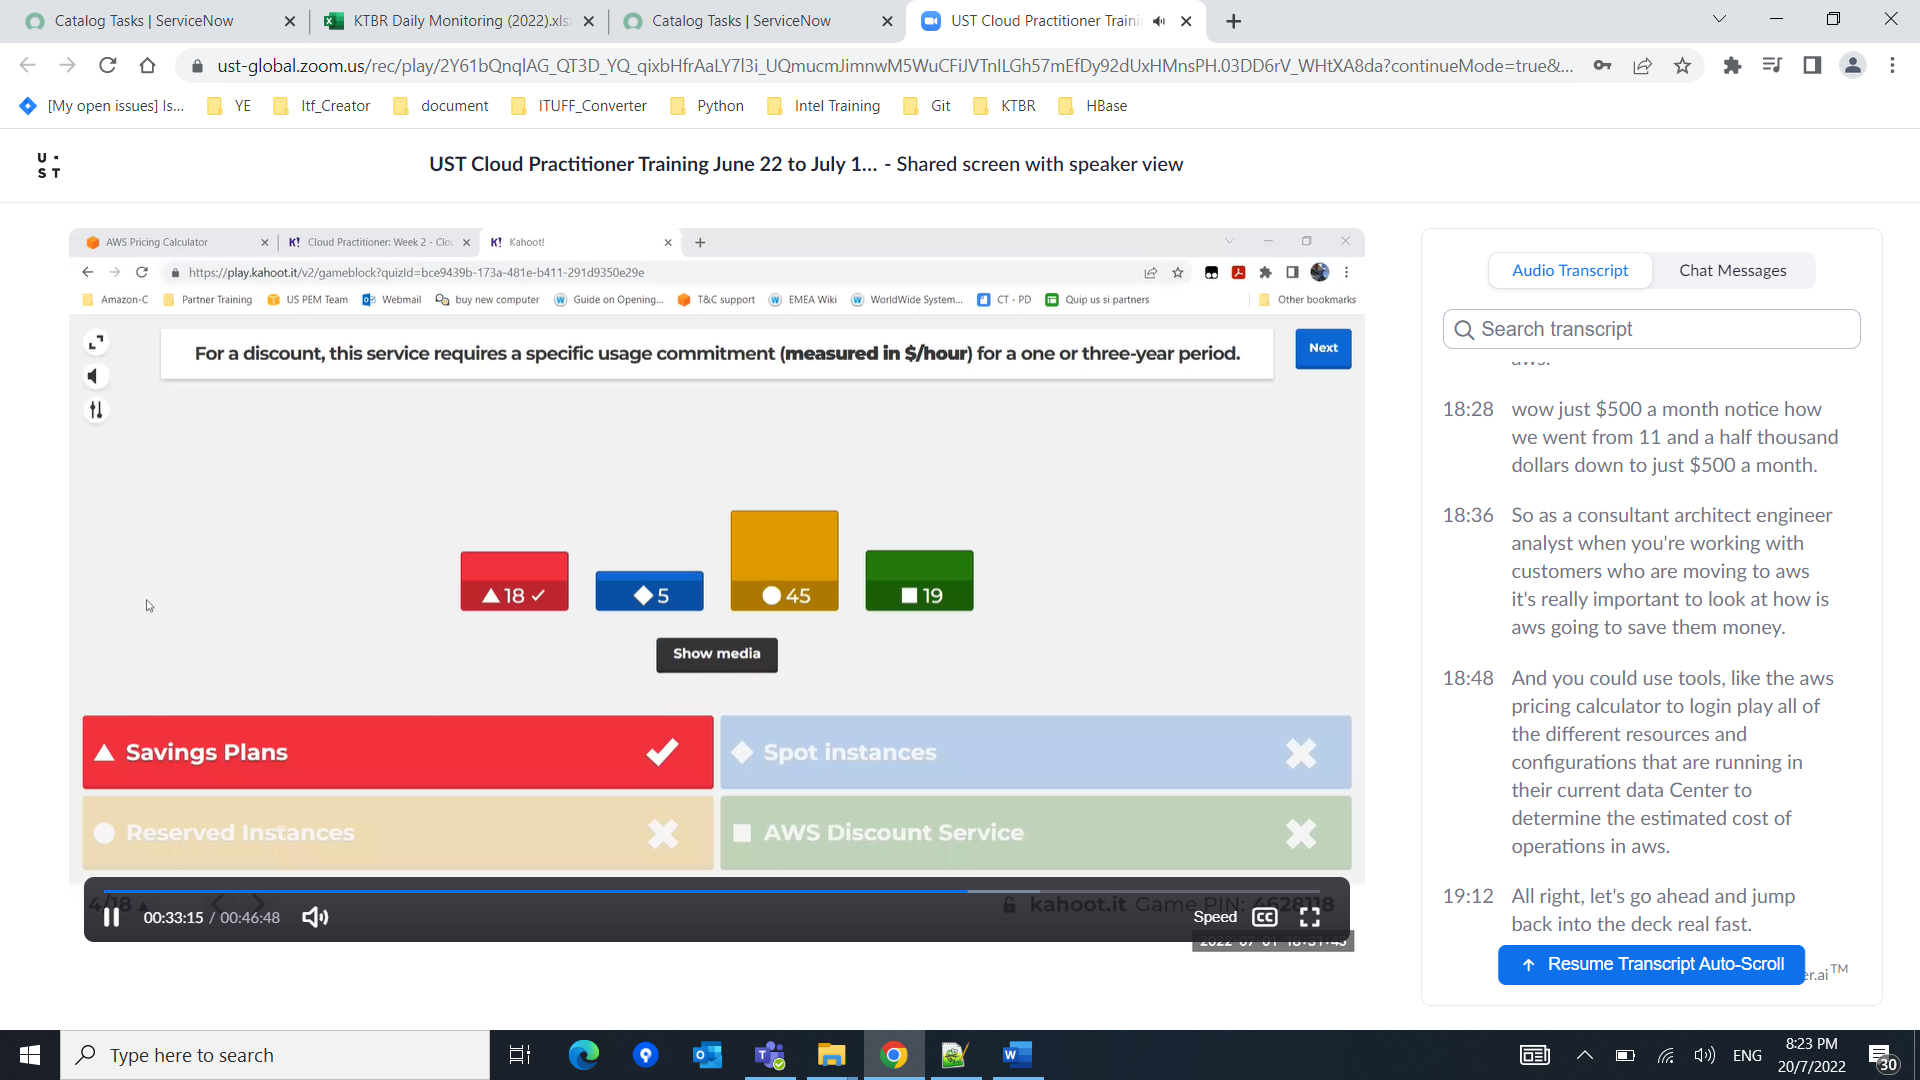 Catalog Tasks | ServiceNow
KTBR Daily Monitoring (2022).xls
Catalog Tasks | ServiceNow
UST Cloud Practitioner Traini
ust-global.zoom.us/rec/play/2Y61bQnqlAG_QT3D_YQ_qixbHfrAaLY7l3i_UQmucmJimnwM5WuCFiJVTnILGh57mEfDy92dUxHMnsPH.03DD6rV_WHtXA8da?continueMode=true&...
[My open issues] Is...
YE
Itf_Creator
document
ITUFF_Converter
Python
Intel Training
Git
KTBR
HBase
U·
ST
UST Cloud Practitioner Training June 22 to July 1... - Shared screen with speaker view
AWS Pricing Calculator
K! Cloud Practitioner: Week 2 - Clo
K! Kahoot!
https://play.kahoot.it/v2/gameblock?quizId=bce9439b-173a-481e-b411-291d9350e29e
Amazon-C
Partner Training
US PEM Team
Webmail
buy new computer
Guide on Opening...
T&C support
EMEA Wiki
WorldWide System...
CT - PD
Quip us si partners
Other bookmarks
For a discount, this service requires a specific usage commitment (measured in $/hour) for a one or three-year period.
Next
18
5
45
19
Show media
Savings Plans
Spot instances
Reserved Instances
AWS Discount Service
4/18
kahoot.it Game PIN: 4628118
00:33:15 / 00:46:48
Speed
CC
Audio Transcript
Chat Messages
Search transcript
aws.
18:28 wow just $500 a month notice how
we went from 11 and a half thousand
dollars down to just $500 a month.
18:36 So as a consultant architect engineer
analyst when you're working with
customers who are moving to aws
it's really important to look at how is
aws going to save them money.
18:48 And you could use tools, like the aws
pricing calculator to login play all of
the different resources and
configurations that are running in
their current data Center to
determine the estimated cost of
operations in aws.
19:12 All right, let's go ahead and jump
back into the deck real fast.
Resume Transcript Auto-Scroll
er.ai™
Type here to search
ENG
8:23 PM
20/7/2022
30